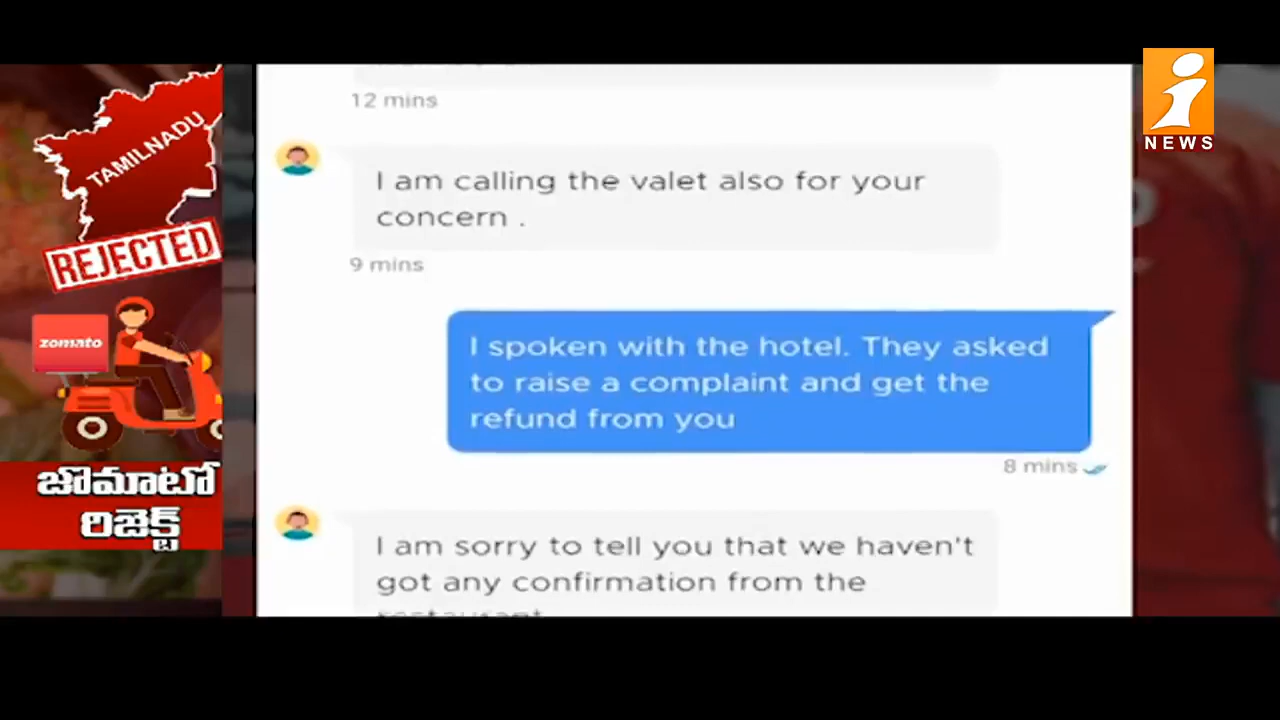 TAMILNADU
REJECTED
zomato
జొమాటో
రిజెక్ట్
12 mins
I am calling the valet also for your
concern .
9 mins
I spoken with the hotel. They asked
to raise a complaint and get the
refund from you
8 mins
I am sorry to tell you that we haven't
got any confirmation from the
restaurant
i
NEWS